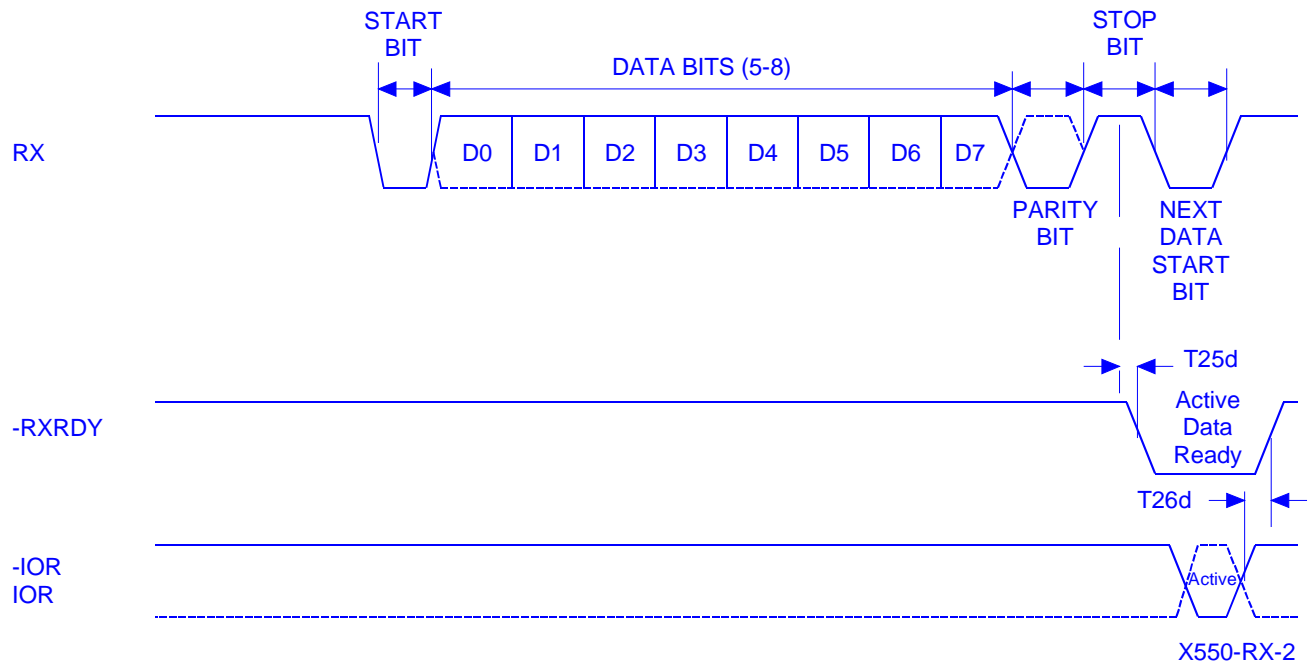 START
BIT
STOP
BIT
DATA BITS (5-8)
RX
D0 D1 D2 D3 D4 D5 D6 D7
PARITY
BIT
NEXT
DATA
START
BIT
T25d
-RXRDY
Active
Data
Ready
T26d
-IOR
IOR
Active
X550-RX-2